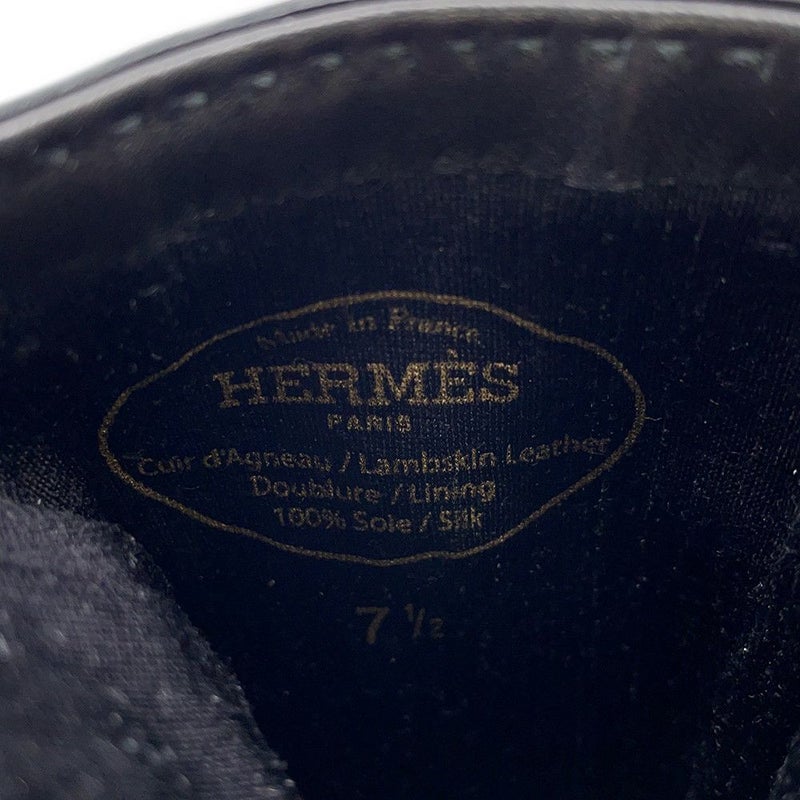 Made in France
HERMÈS
PARIS
Cuir d'Agneau / Lambskin Leather
Doublure / Lining
100% Soie / Silk
7 ½